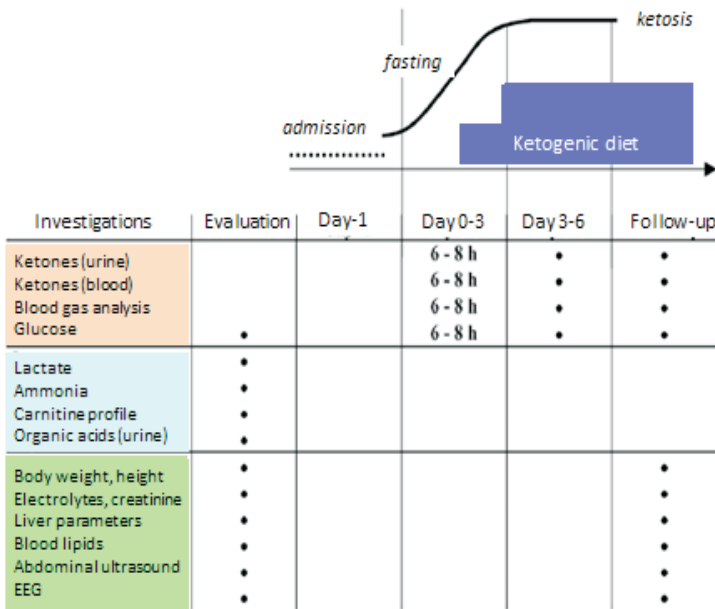 ketosis
fasting
admission
Ketogenic diet
Investigations Evaluation Day-1 Day 0-3 Day 3-6 Follow-up
Ketones (urine) 6 - 8 h • •
Ketones (blood) 6 - 8 h • •
Blood gas analysis 6 - 8 h • •
Glucose • 6 - 8 h • •
Lactate •
Ammonia •
Carnitine profile •
Organic acids (urine) •
Body weight, height • •
Electrolytes, creatinine • •
Liver parameters • •
Blood lipids • •
Abdominal ultrasound • •
EEG • •